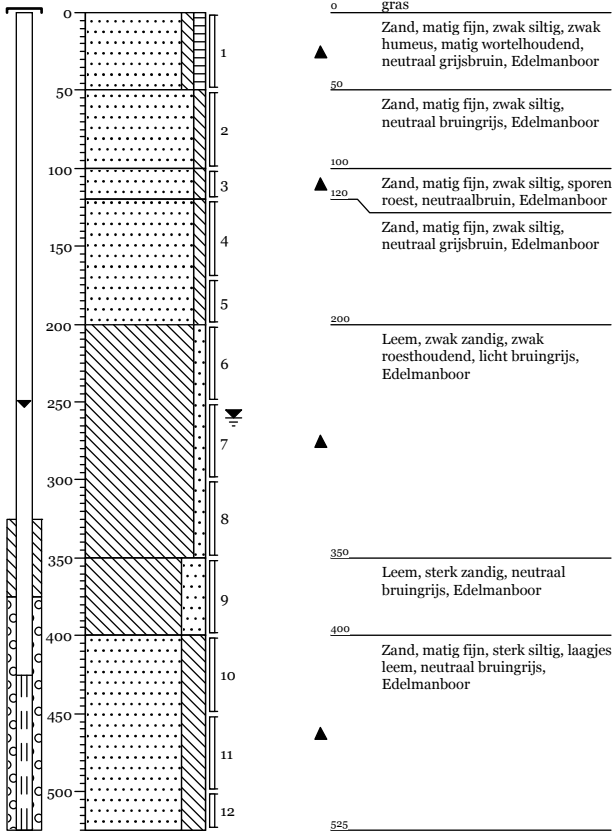 0
50
100
150
200
250
300
350
400
450
500
1
2
3
4
5
6
7
8
9
10
11
12
0 gras
Zand, matig fijn, zwak siltig, zwak
humeus, matig wortelhoudend,
neutraal grijsbruin, Edelmanboor
50
Zand, matig fijn, zwak siltig,
neutraal bruingrijs, Edelmanboor
100
Zand, matig fijn, zwak siltig, sporen
roest, neutraalbruin, Edelmanboor
120
Zand, matig fijn, zwak siltig,
neutraal grijsbruin, Edelmanboor
200
Leem, zwak zandig, zwak
roesthoudend, licht bruingrijs,
Edelmanboor
350
Leem, sterk zandig, neutraal
bruingrijs, Edelmanboor
400
Zand, matig fijn, sterk siltig, laagjes
leem, neutraal bruingrijs,
Edelmanboor
525